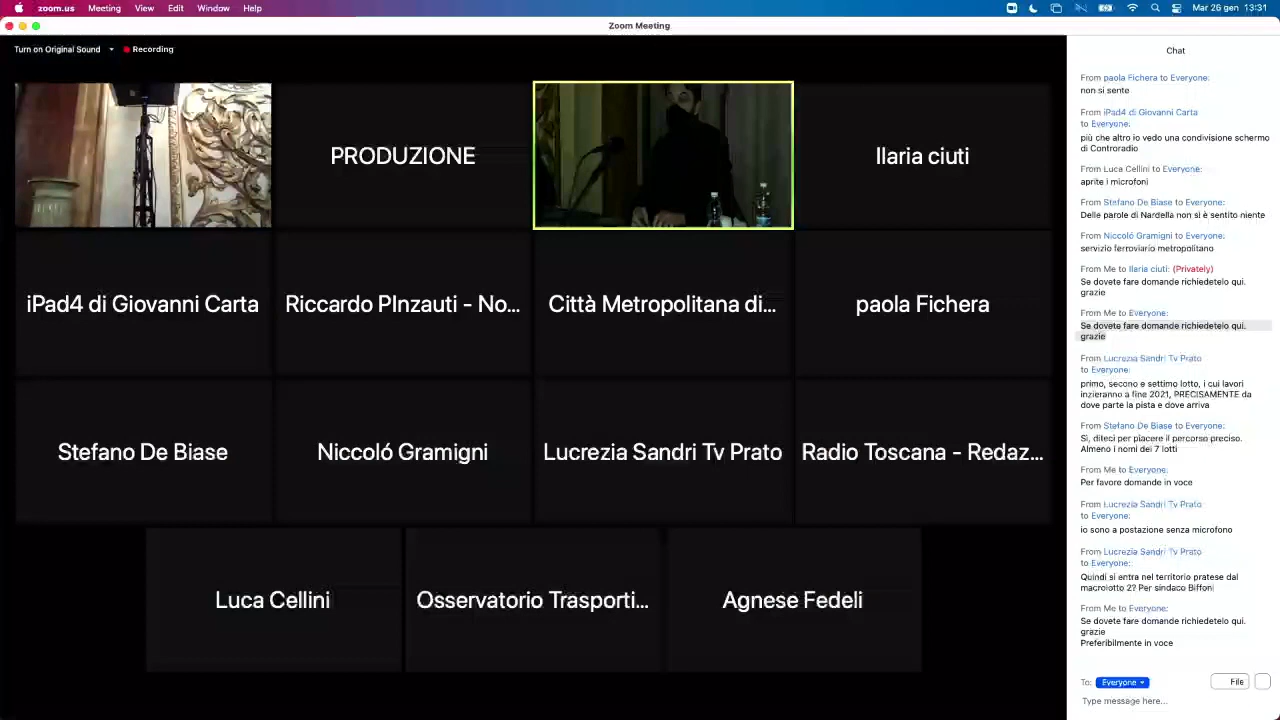 zoom.us Meeting View Edit Window Help Mar 26 gen 13:31
Zoom Meeting
Turn on Original Sound Recording
PRODUZIONE
Ilaria ciuti
iPad4 di Giovanni Carta
Riccardo PInzauti - No...
Città Metropolitana di...
paola Fichera
Stefano De Biase
Niccoló Gramigni
Lucrezia Sandri Tv Prato
Radio Toscana - Redaz...
Luca Cellini
Osservatorio Trasporti...
Agnese Fedeli
Chat
From paola Fichera to Everyone:
non si sente
From iPad4 di Giovanni Carta
to Everyone:
più che altro io vedo una condivisione schermo
di Controradio
From Luca Cellini to Everyone:
aprite i microfoni
From Stefano De Biase to Everyone:
Delle parole di Nardella non sì è sentito niente
From Niccoló Gramigni to Everyone:
servizio ferroviario metropolitano
From Me to Ilaria ciuti: (Privately)
Se dovete fare domande richiedetelo qui.
grazie
From Me to Everyone:
Se dovete fare domande richiedetelo qui.
grazie
From Lucrezia Sandri Tv Prato
to Everyone:
primo, secono e settimo lotto, i cui lavori
inzieranno a fine 2021, PRECISAMENTE da
dove parte la pista e dove arriva
From Stefano De Biase to Everyone:
Sì, diteci per piacere il percorso preciso.
Almeno i nomi dei 7 lotti
From Me to Everyone:
Per favore domande in voce
From Lucrezia Sandri Tv Prato
to Everyone:
io sono a postazione senza microfono
From Lucrezia Sandri Tv Prato
to Everyone:
Quindi si entra nel territorio pratese dal
macrolotto 2? Per sindaco Biffoni
From Me to Everyone:
Se dovete fare domande richiedetelo qui.
grazie
Preferibilmente in voce
To: Everyone File
Type message here...